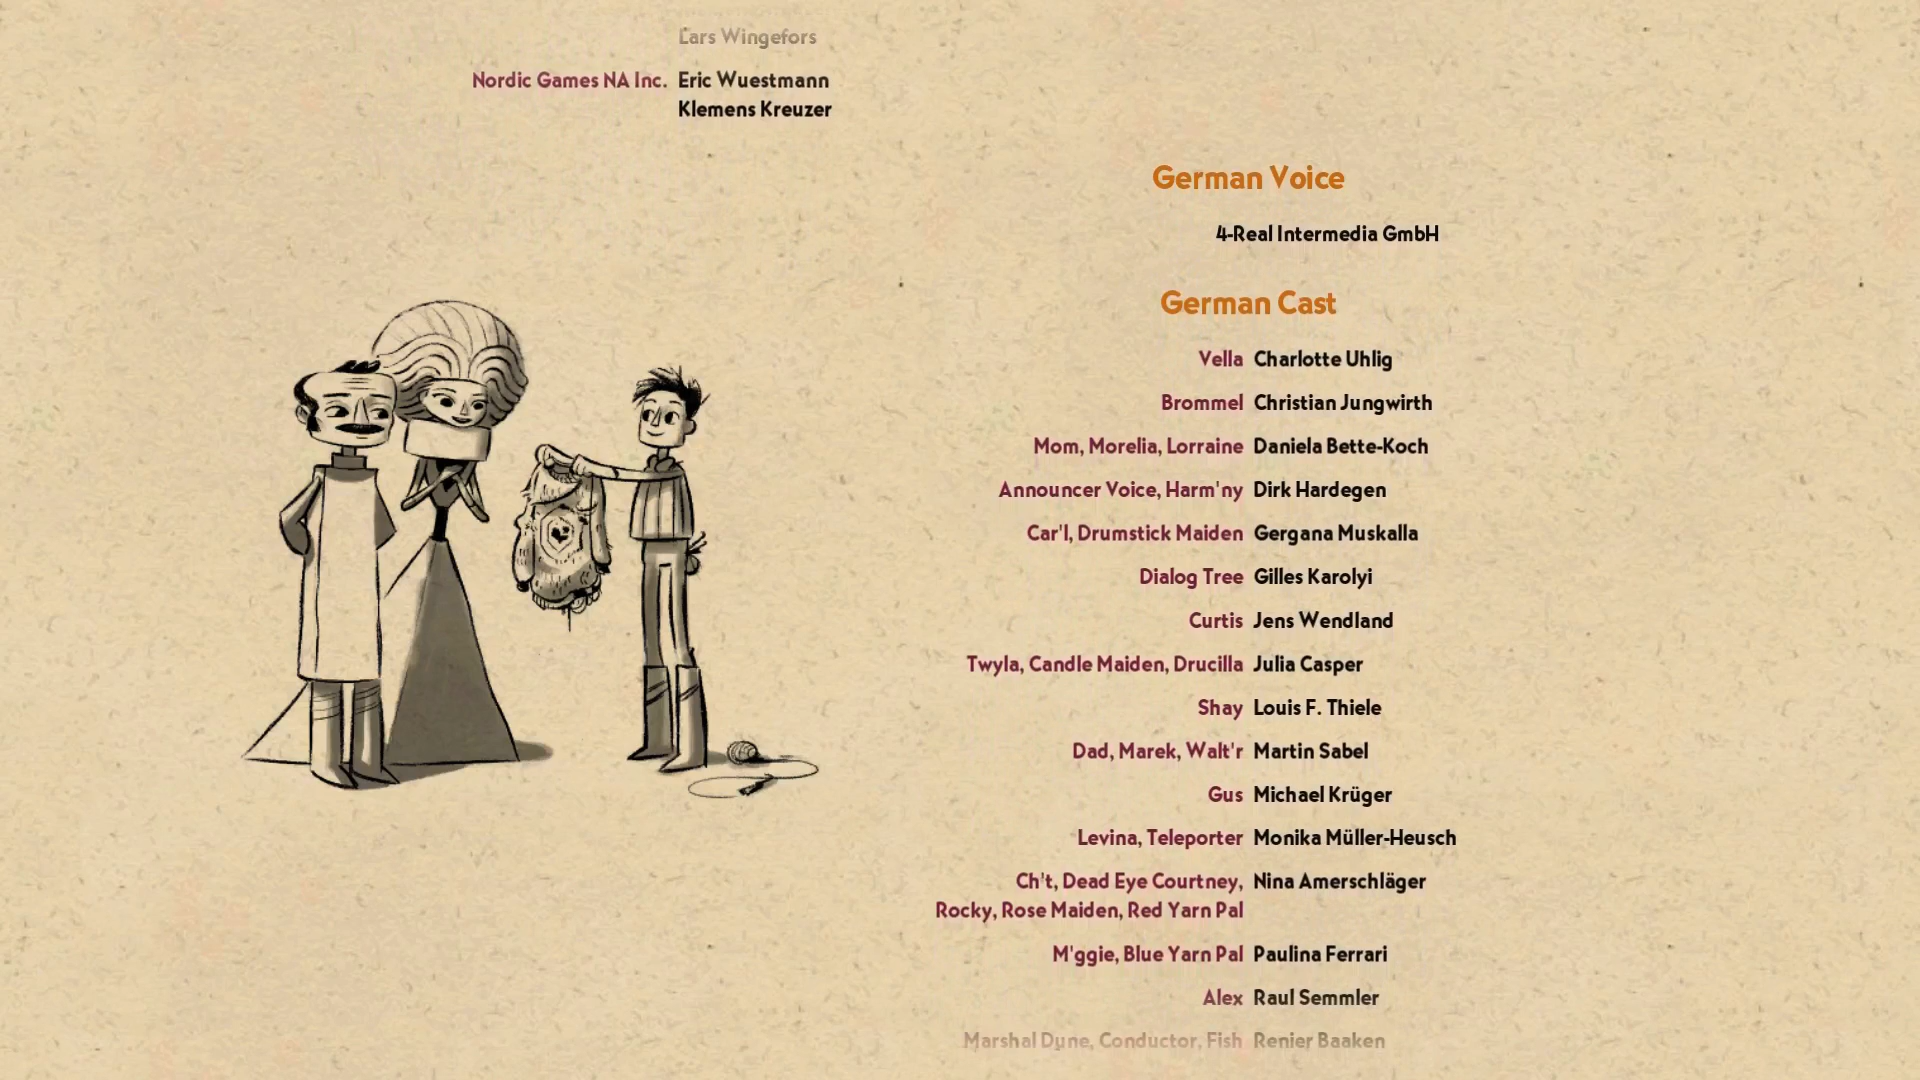 Lars Wingefors
Nordic Games NA Inc. Eric Wuestmann
Klemens Kreuzer
German Voice
4-Real Intermedia GmbH
German Cast
Vella Charlotte Uhlig
Brommel Christian Jungwirth
Mom, Morelia, Lorraine Daniela Bette-Koch
Announcer Voice, Harm'ny Dirk Hardegen
Car'l, Drumstick Maiden Gergana Muskalla
Dialog Tree Gilles Karolyi
Curtis Jens Wendland
Twyla, Candle Maiden, Drucilla Julia Casper
Shay Louis F. Thiele
Dad, Marek, Walt'r Martin Sabel
Gus Michael Krüger
Levina, Teleporter Monika Müller-Heusch
Ch't, Dead Eye Courtney, Nina Amerschläger
Rocky, Rose Maiden, Red Yarn Pal
M'ggie, Blue Yarn Pal Paulina Ferrari
Alex Raul Semmler
Marshal Dune, Conductor, Fish Renier Baaken